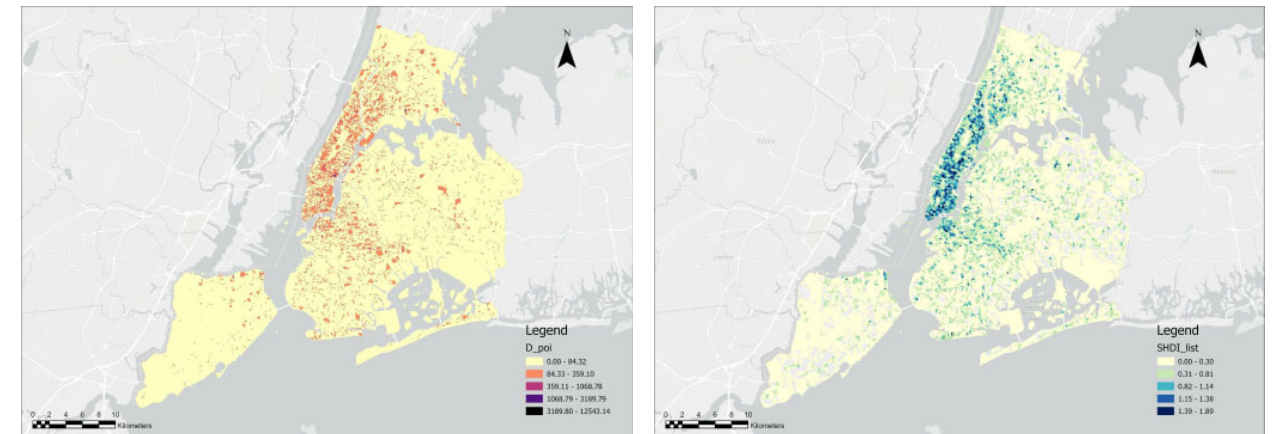 N
Legend
D_poi
0.00 - 84.32
84.33 - 359.10
359.11 - 1068.78
1068.79 - 3189.79
3189.80 - 12543.14
0 2 4 6 8 10
Kilometers
N
ESSEX
NASSAU
Legend
SHDI_list
0.00 - 0.30
0.31 - 0.81
0.82 - 1.14
1.15 - 1.38
1.39 - 1.89
0 2 4 6 8 10
Kilometers